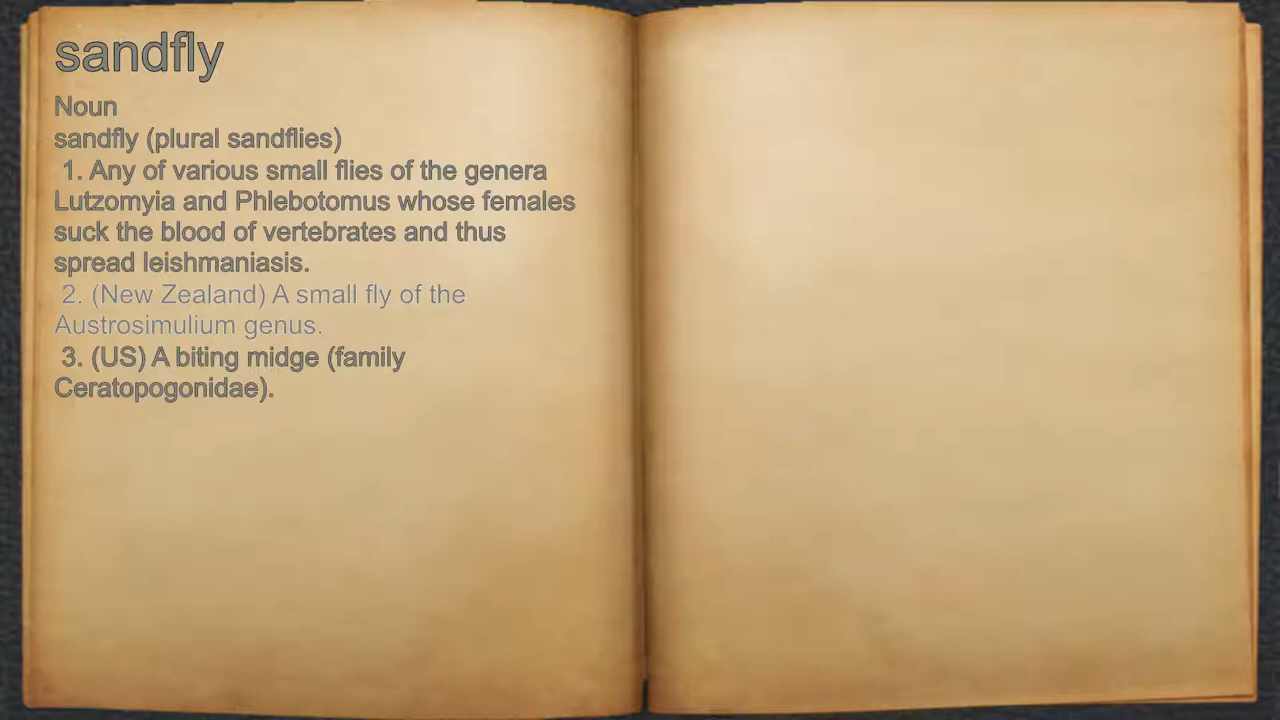 sandfly
Noun
sandfly (plural sandflies)
1. Any of various small flies of the genera
Lutzomyia and Phlebotomus whose females
suck the blood of vertebrates and thus
spread leishmaniasis.
2. (New Zealand) A small fly of the
Austrosimulium genus.
3. (US) A biting midge (family
Ceratopogonidae).